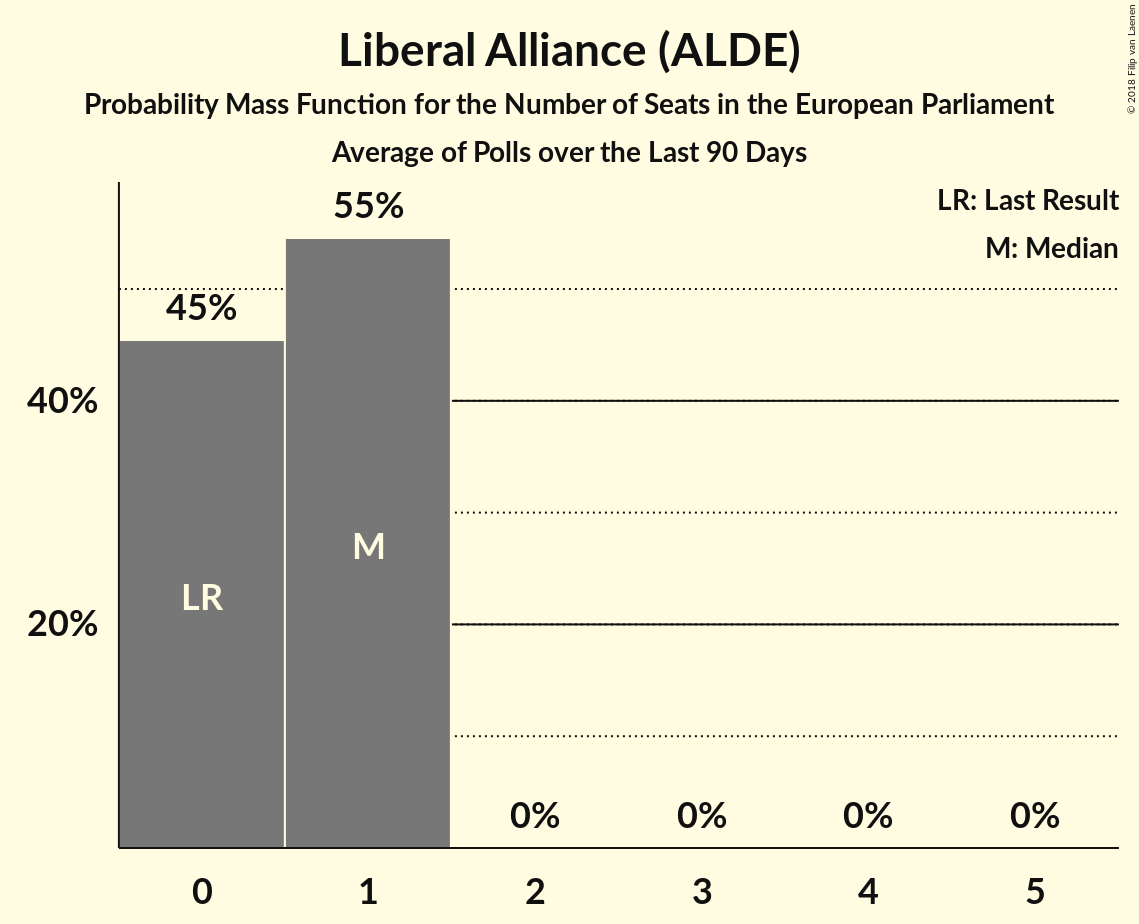 Liberal Alliance (ALDE)
Probability Mass Function for the Number of Seats in the European Parliament
Average of Polls over the Last 90 Days
© 2018 Filip van Laenen
LR: Last Result
M: Median
55%
45%
40%
20%
LR
M
0%
0%
0%
0%
0
1
2
3
4
5